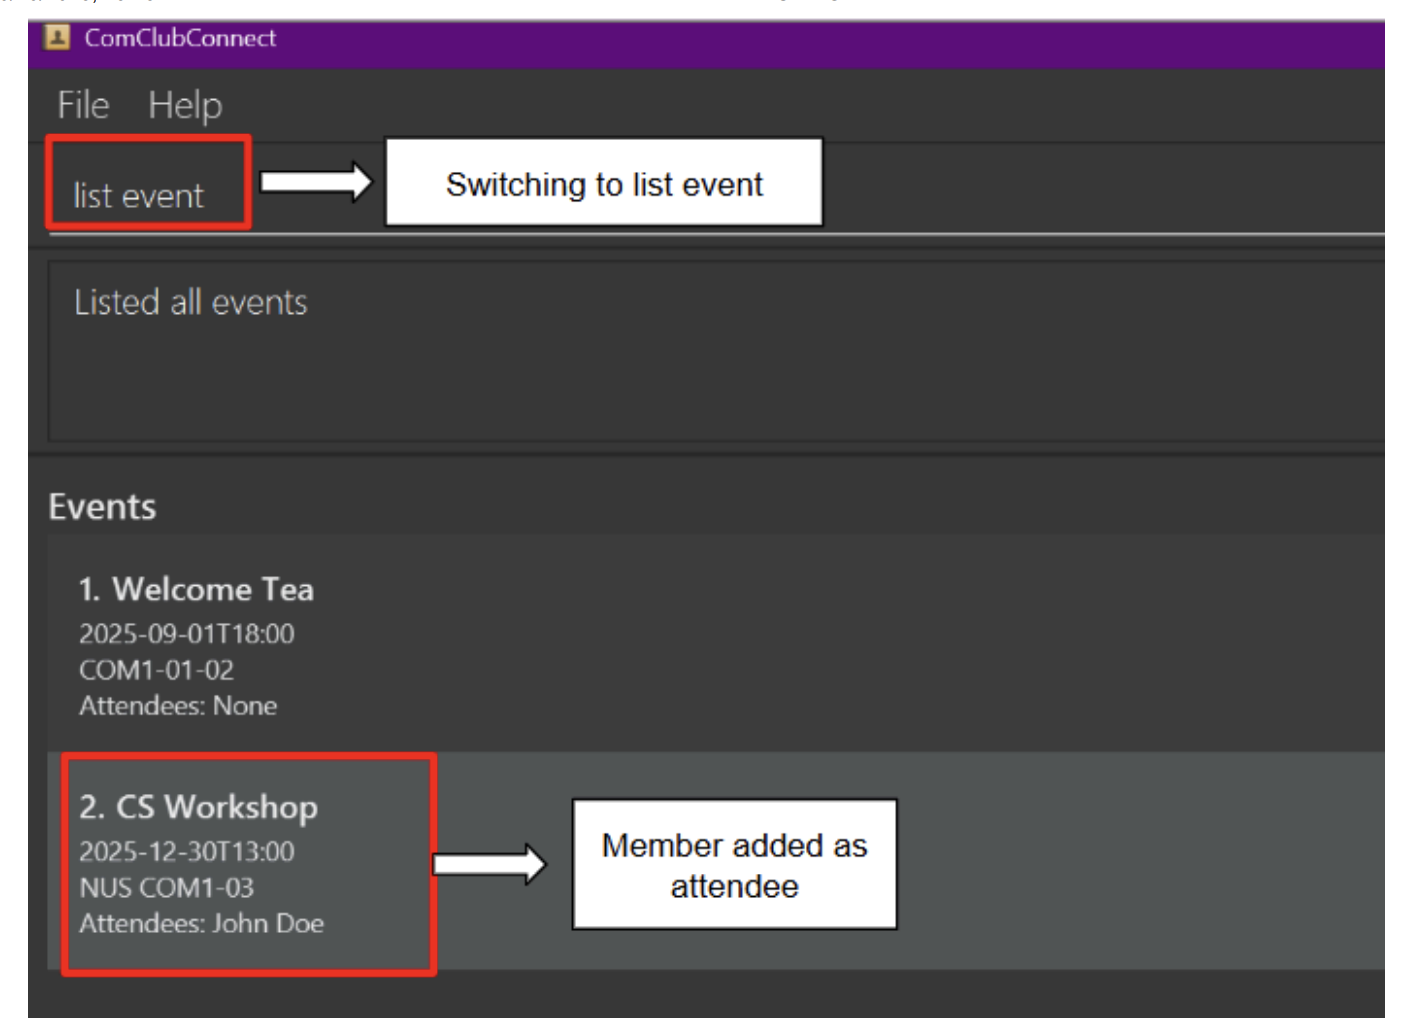 ComClubConnect
File Help
list event
Switching to list event
Listed all events
Events
1. Welcome Tea
2025-09-01T18:00
COM1-01-02
Attendees: None
2. CS Workshop
2025-12-30T13:00
NUS COM1-03
Attendees: John Doe
Member added as
attendee